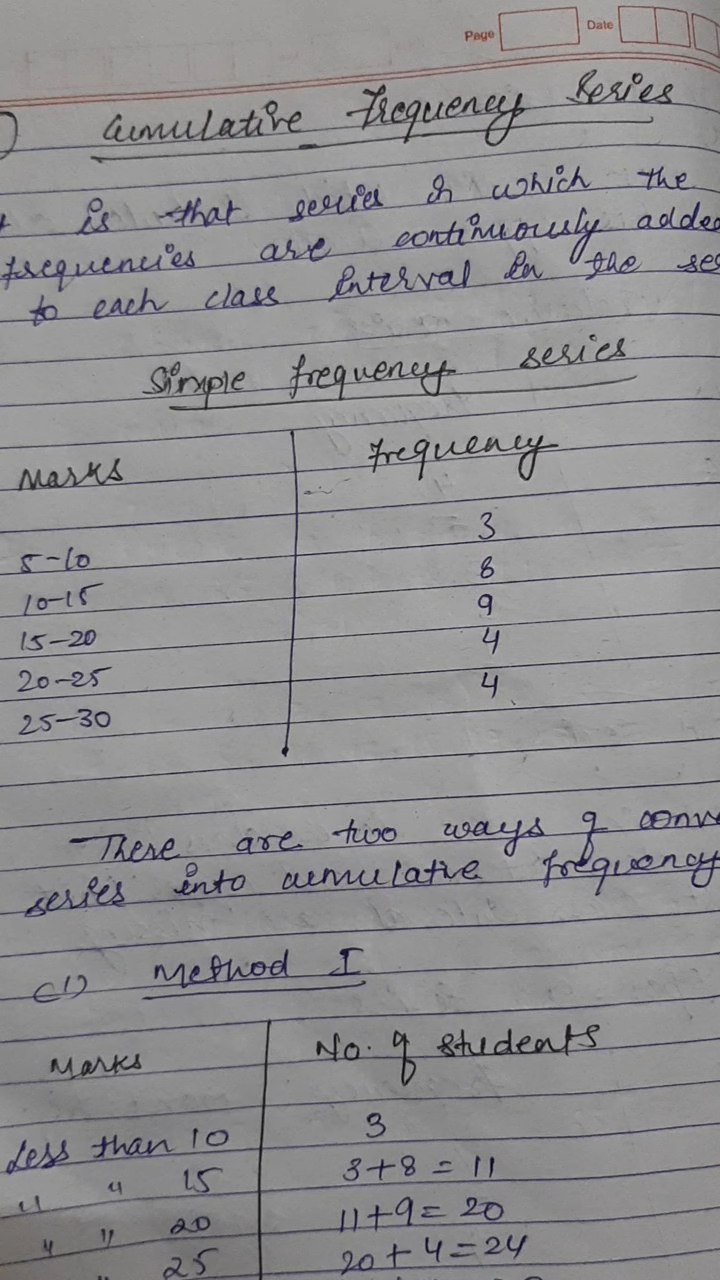 Page Date
Cumulative Frequency Series
is that series in which the
frequencies are continuously added
to each class interval in the
Simple frequency series
Marks Frequency
5-10 3
10-15 8
15-20 9
20-25 4
25-30 4
There are two ways of
series into cumulative frequency
(1) Method I
Marks No. of students
Less than 10 3
" " 15 3+8=11
" " 20 11+9=20
" 25 20+4=24